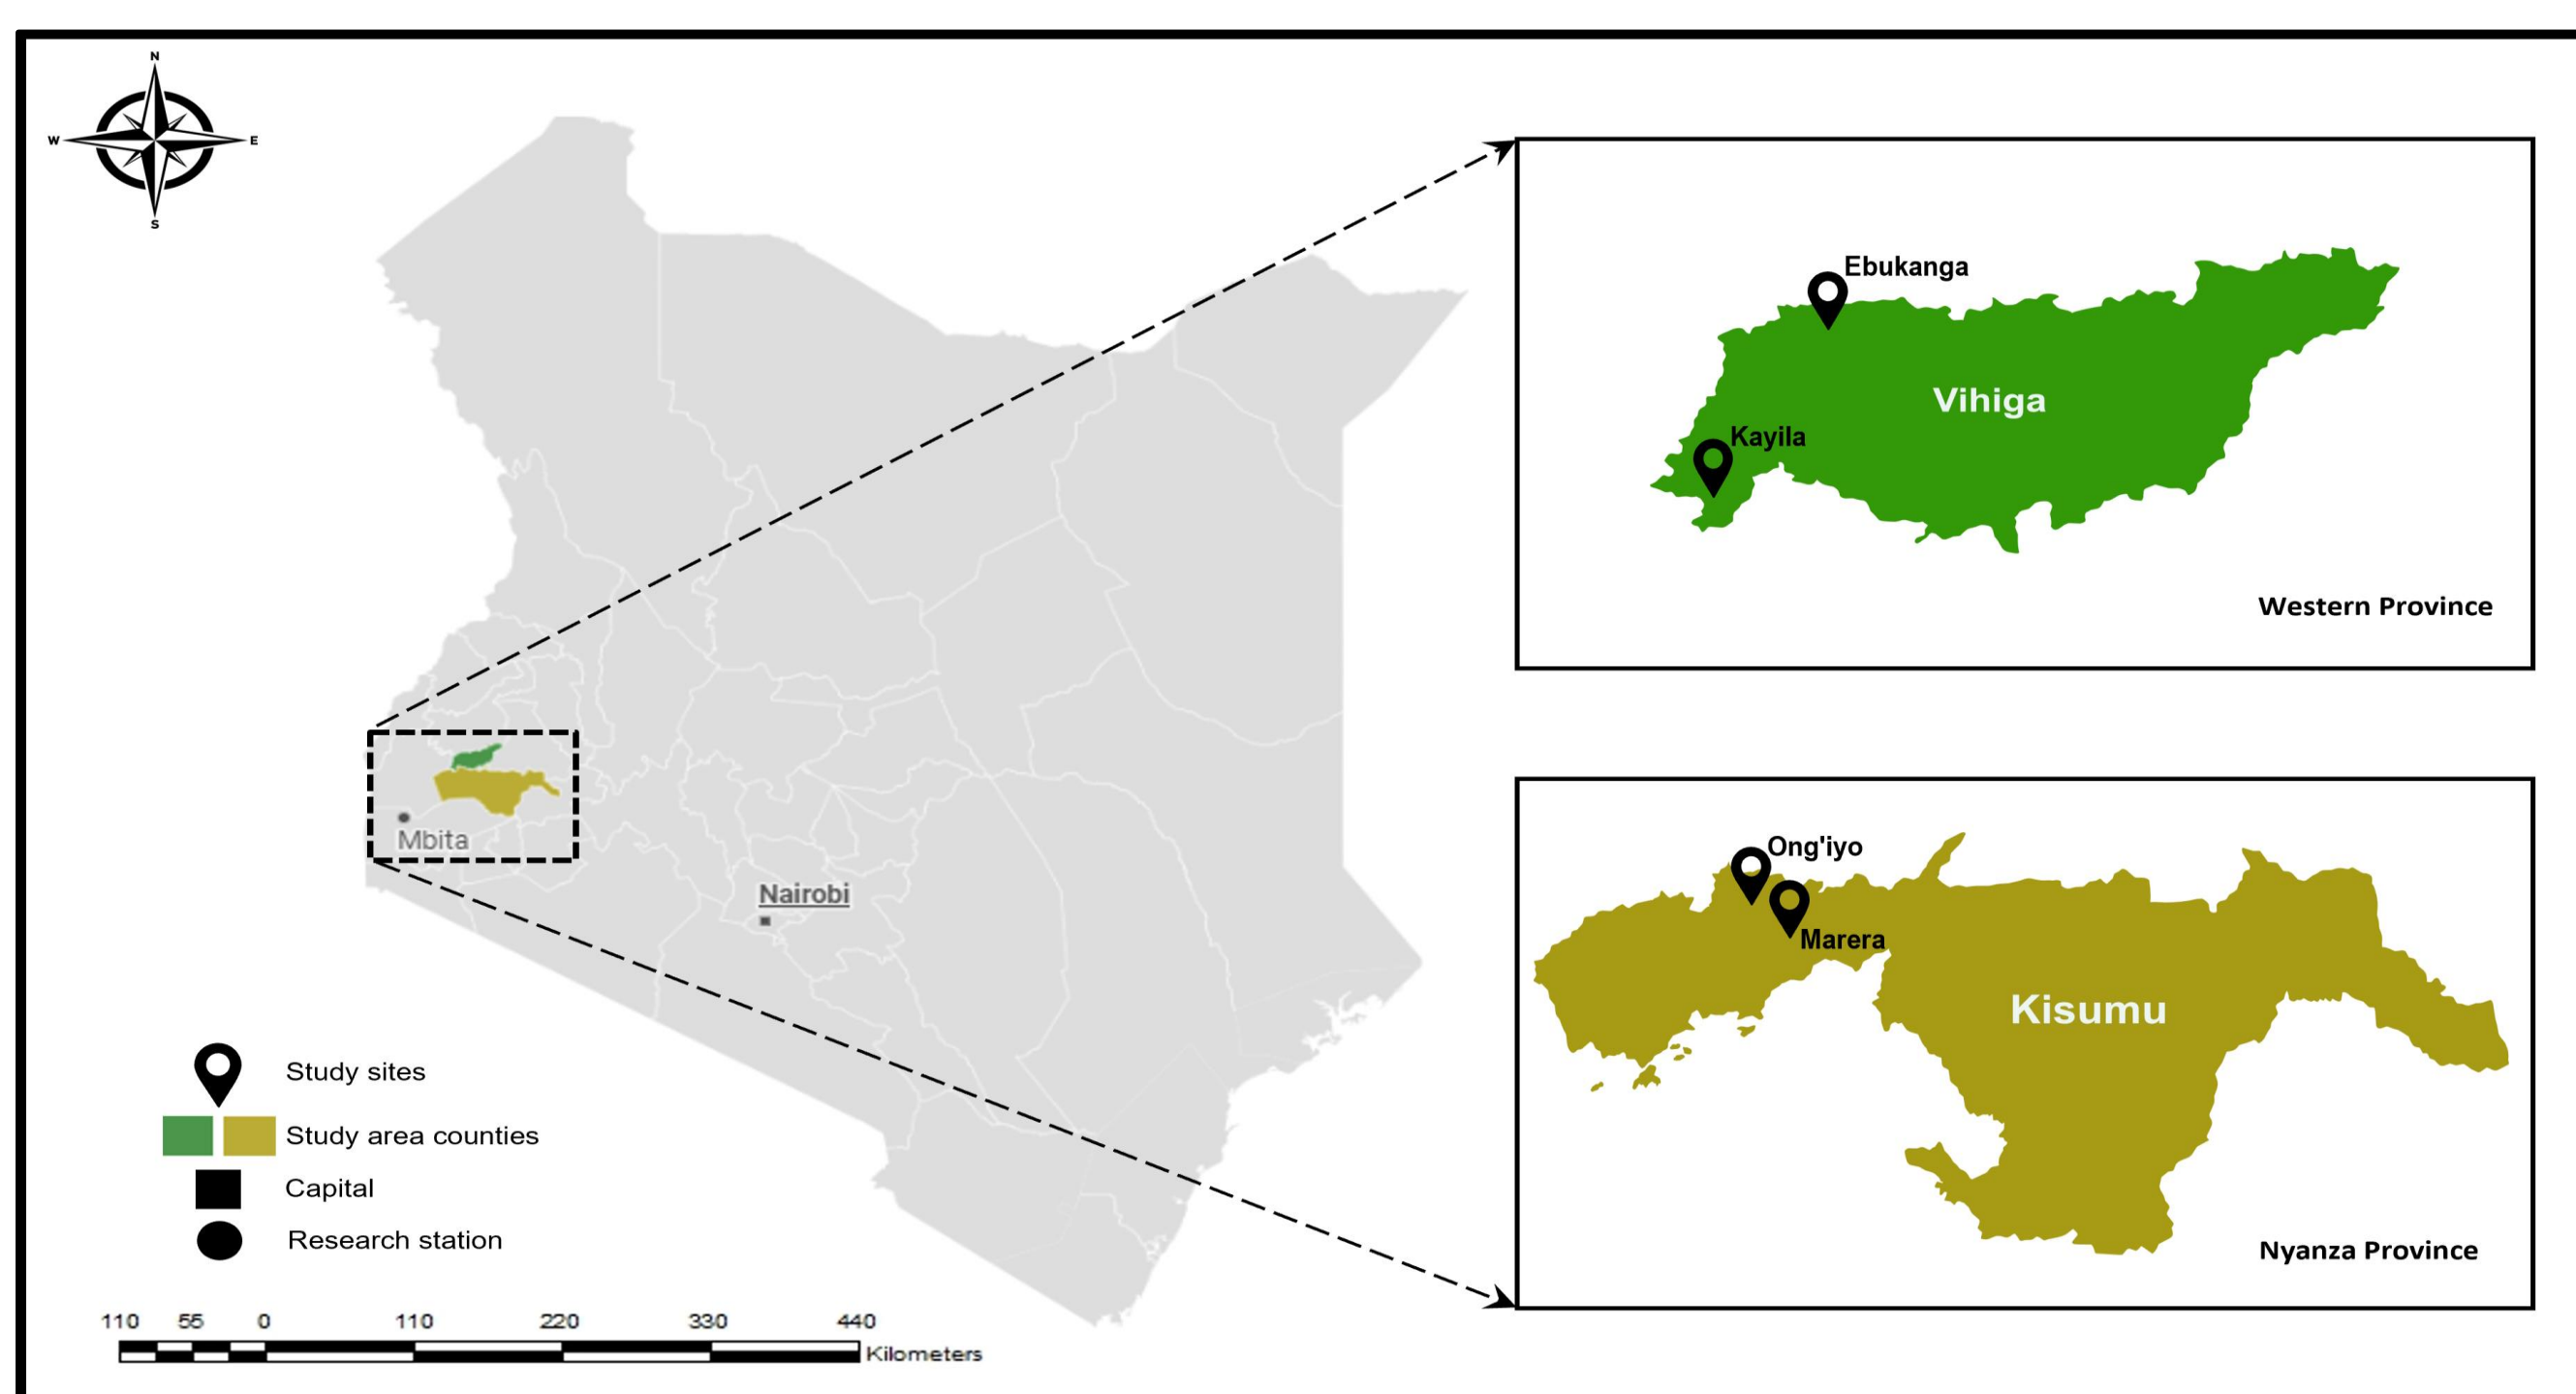 N
W
E
S
Ebukanga
Vihiga
Kayila
Western Province
Mbita
Nairobi
Ong'iyo
Marera
Kisumu
Nyanza Province
Study sites
Study area counties
Capital
Research station
110 55 0 110 220 330 440
Kilometers